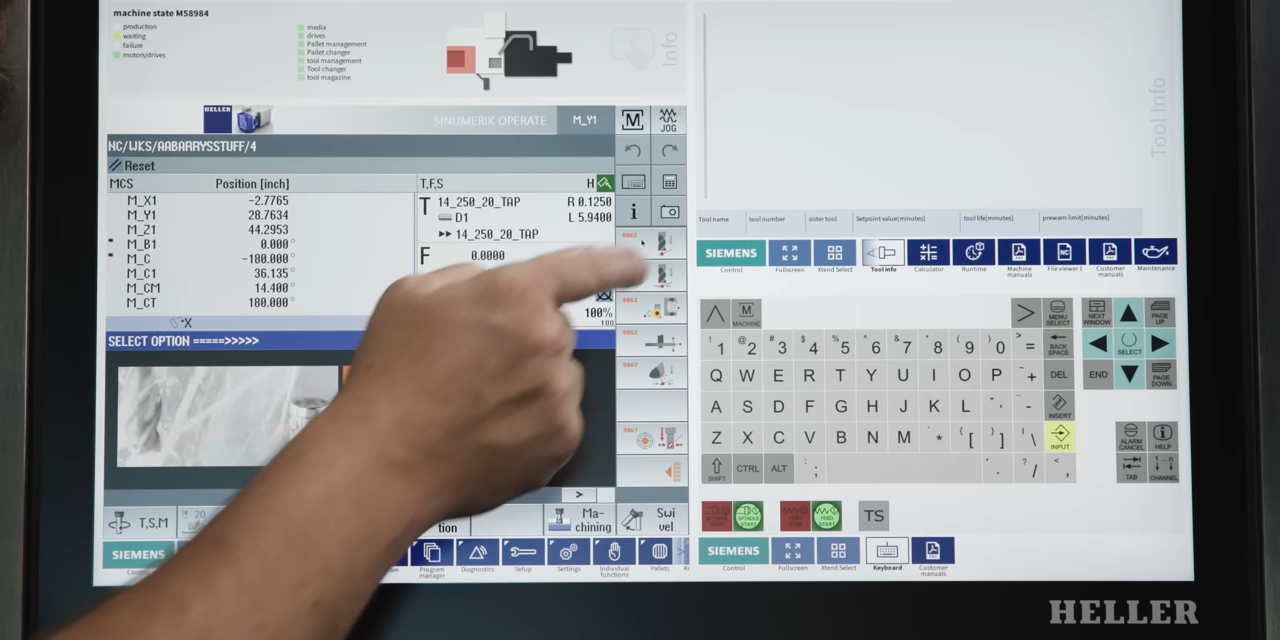 machine state M58984
production
waiting
failure
motors/drives
media
drives
Pallet management
Pallet changer
tool management
Tool changer
tool magazine
Info
HELLER
SINUMERIK OPERATE
M_Y1
M
JOG
NC/WKS/AABARRYSSTUFF/4
Reset
MCS Position [inch]
M_X1 -2.7765
M_Y1 28.7634
M_Z1 44.2953
M_B1 0.000°
M_C -180.000°
M_C1 36.135°
M_CM 14.400°
M_CT 180.000°
X
T,F,S H
T 14_250_20_TAP R 0.1250
D1 L 5.9400
14_250_20_TAP
F 0.0000
100%
100
SELECT OPTION =====>>>>>
>
T,S,M
20
tion
Ma-
chining
Swi
vel
SIEMENS
Program
manager
Diagnostics
Setup
Settings
Individual
functions
Pallets
Tool Info
Tool name tool number sister tool Setpoint value[minutes] tool life[minutes] prewarn limit[minutes]
SIEMENS
Control Fullscreen Xtend Select Tool info Calculator Runtime Machine
manuals File viewer 1 Customer
manuals Maintenance
M
MACHINE
> MENU
SELECT
NEXT
WINDOW
PAGE
UP
! 1 @ 2 # 3 $ 4 % 5 ^ 6 & 7 * 8 ( 9 ) 0 > =
BACK
SPACE
SELECT
Q W E R T Y U I O P ~ +
DEL
END
PAGE
DOWN
A S D F G H J K L " ' _ -
INSERT
Z X C V B N M * { [ } ] | \
INPUT
ALARM
CANCEL
HELP
SHIFT CTRL ALT : ; ? / < ,
TAB CHANNEL
SPINDLE
START
FEED
START
TS
SIEMENS
Control Fullscreen Xtend Select Keyboard Customer
manuals
HELLER